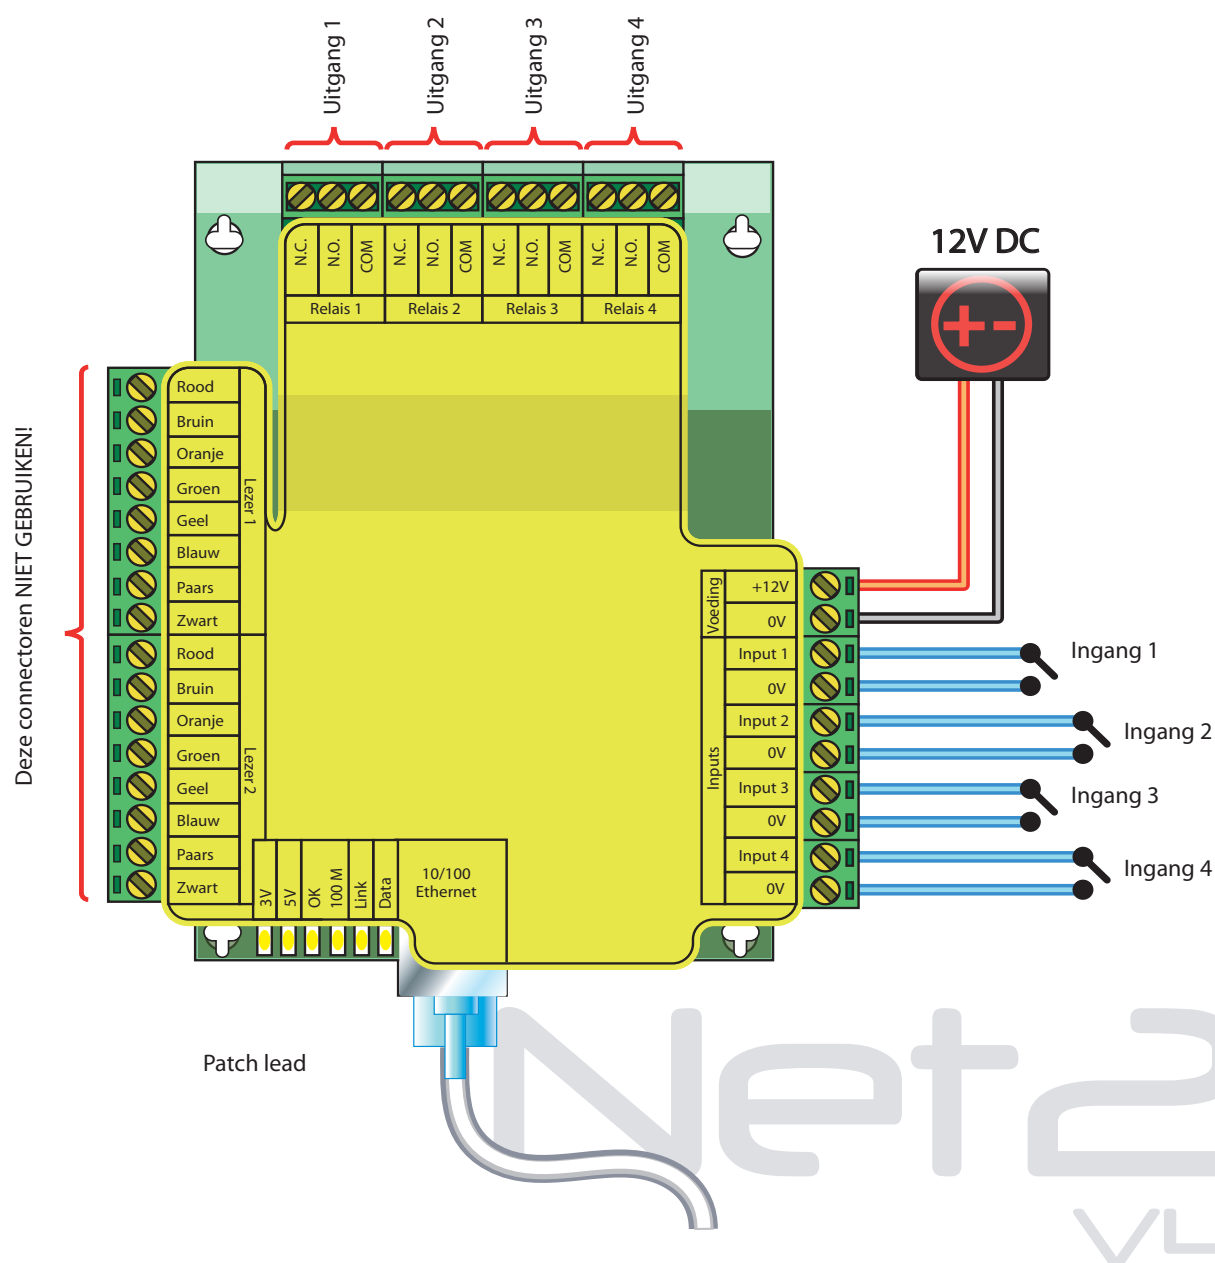 Uitgang 1
Uitgang 2
Uitgang 3
Uitgang 4
N.C.
N.O.
COM
N.C.
N.O.
COM
N.C.
N.O.
COM
N.C.
N.O.
COM
Relais 1
Relais 2
Relais 3
Relais 4
12V DC
Deze connectoren NIET GEBRUIKEN!
Rood
Bruin
Oranje
Groen
Geel
Blauw
Paars
Zwart
Lezer 1
Rood
Bruin
Oranje
Groen
Geel
Blauw
Paars
Zwart
Lezer 2
Voeding
+12V
0V
Inputs
Input 1
0V
Input 2
0V
Input 3
0V
Input 4
0V
Ingang 1
Ingang 2
Ingang 3
Ingang 4
3V
5V
OK
100 M
Link
Data
10/100
Ethernet
Patch lead
Net2